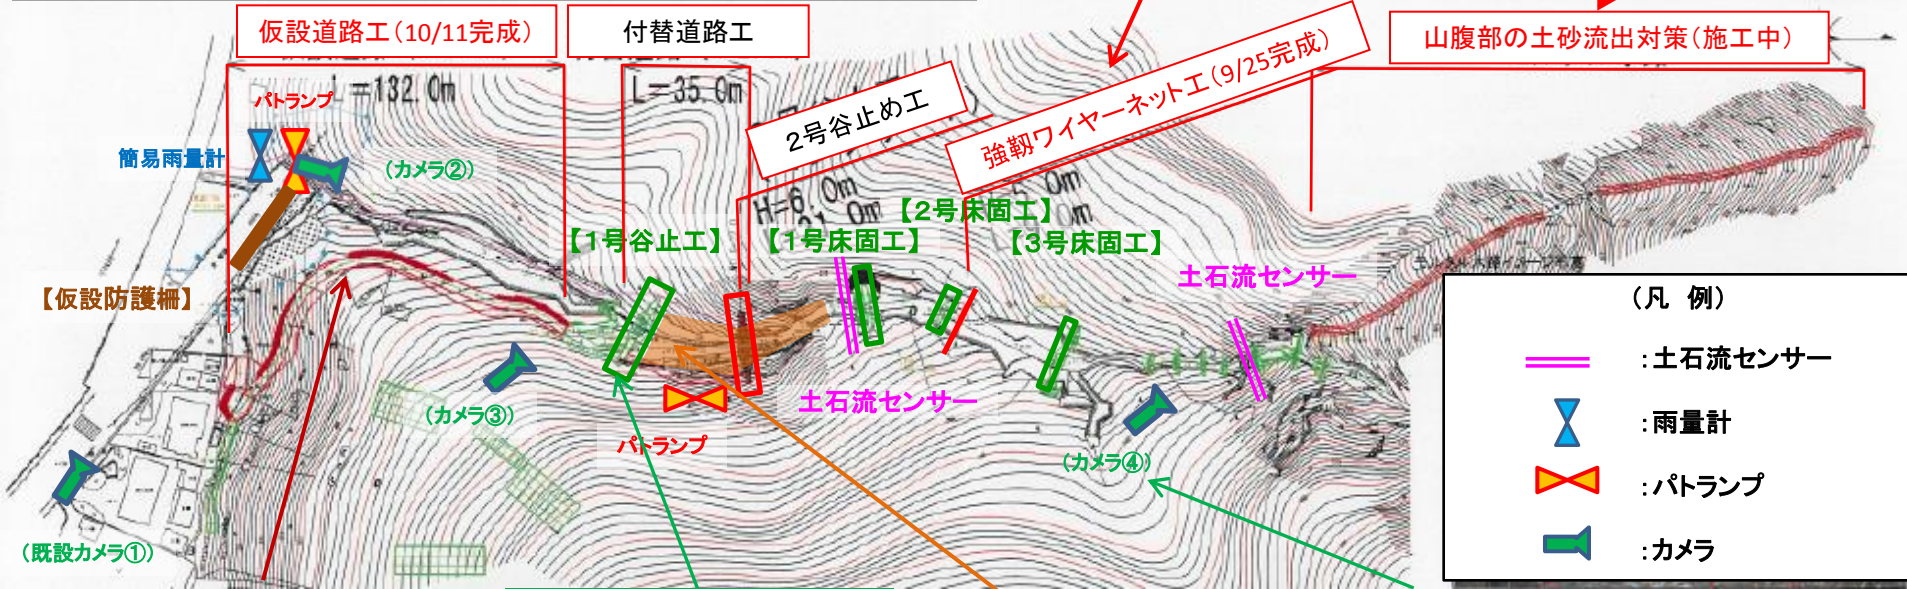 仮設道路工(10/11完成)
付替道路工
山腹部の土砂流出対策(施工中)
強靭ワイヤーネット工(9/25完成)
2号谷止め工
パトランプ
L=132.0m
L=35.0m
簡易雨量計
(カメラ②)
H=6.0m
【2号床固工】
【1号谷止工】
【1号床固工】
【3号床固工】
土石流センサー
【仮設防護柵】
(凡 例)
:土石流センサー
:雨量計
:パトランプ
:カメラ
土石流センサー
(カメラ③)
パトランプ
(カメラ④)
(既設カメラ①)